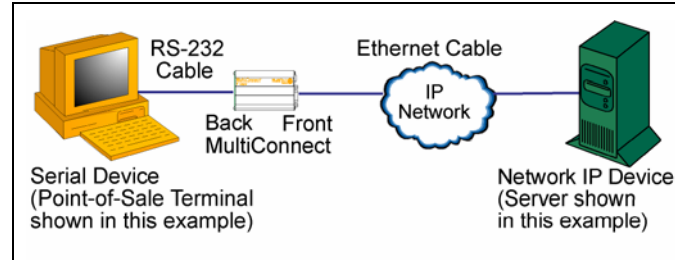 RS-232
Cable
Ethernet Cable
IP
Network
Back Front
MultiConnect
Serial Device
(Point-of-Sale Terminal
shown in this example)
Network IP Device
(Server shown
in this example)